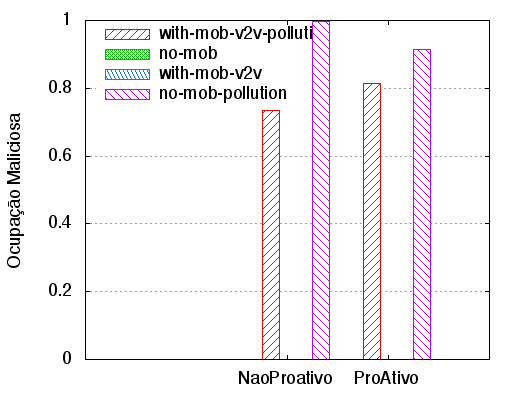 1
0.8
0.6
0.4
0.2
0
Ocupação Maliciosa
with-mob-v2v-polluti
no-mob
with-mob-v2v
no-mob-pollution
NaoProativo
ProAtivo